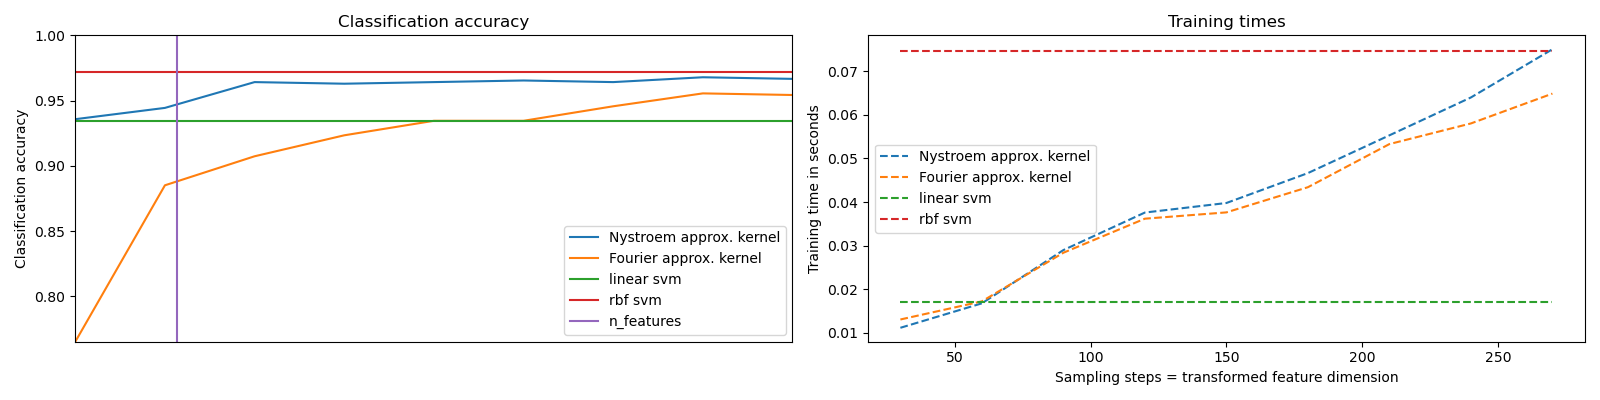 Classification accuracy
1.00
0.95
0.90
0.85
0.80
Classification accuracy
Nystroem approx. kernel
Fourier approx. kernel
linear svm
rbf svm
n_features
Training times
0.07
0.06
0.05
0.04
0.03
0.02
0.01
Training time in seconds
Nystroem approx. kernel
Fourier approx. kernel
linear svm
rbf svm
50
100
150
200
250
Sampling steps = transformed feature dimension